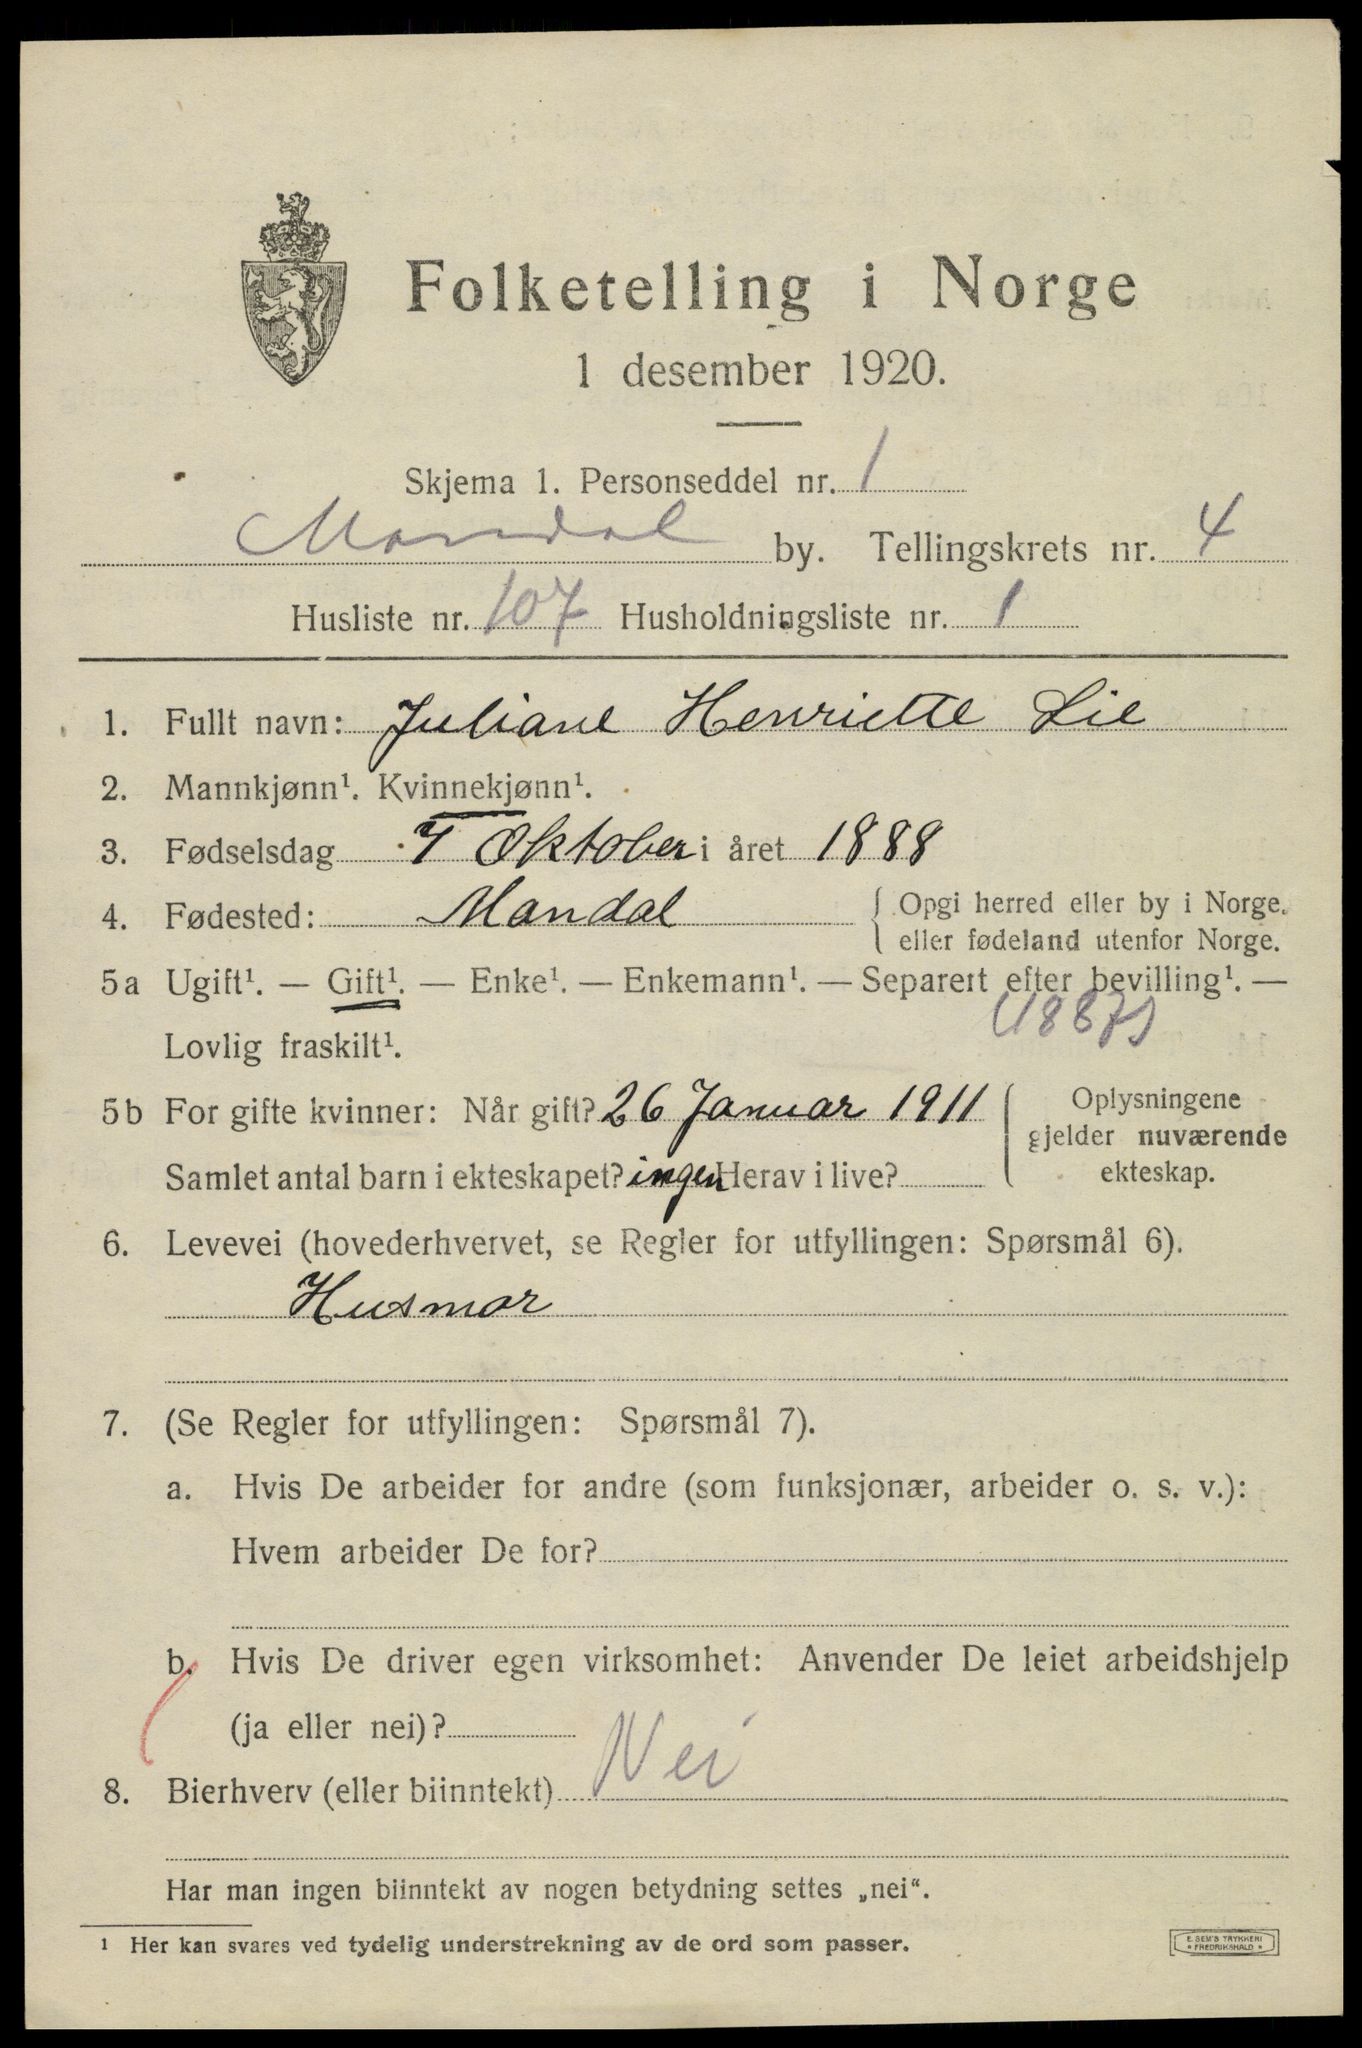 Folketelling i Norge
1 desember 1920.
Skjema 1. Personseddel nr. 1
Mandal by. Tellingskrets nr. 4
Husliste nr. 107 Husholdningsliste nr. 1
1. Fullt navn: Juliane Henriette Lie
2. Mannkjønn¹. Kvinnekjønn¹.
3. Fødselsdag 7 Oktober i året 1888
4. Fødested: Mandal { Opgi herred eller by i Norge.
eller fødeland utenfor Norge.
5a Ugift¹. — Gift¹. — Enke¹. — Enkemann¹. — Separert efter bevilling¹. —
Lovlig fraskilt¹. (1887)
5b For gifte kvinner: Når gift? 26 Januar 1911 { Oplysningene
gjelder nuværende
Samlet antal barn i ekteskapet? ingen Herav i live? ekteskap.
6. Levevei (hovederhvervet, se Regler for utfyllingen: Spørsmål 6).
Husmor
7. (Se Regler for utfyllingen: Spørsmål 7).
a. Hvis De arbeider for andre (som funksjonær, arbeider o. s. v.):
Hvem arbeider De for?
b. Hvis De driver egen virksomhet: Anvender De leiet arbeidshjelp
(ja eller nei)?
8. Bierhverv (eller biinntekt) Nei
Har man ingen biinntekt av nogen betydning settes „nei“.
¹ Her kan svares ved tydelig understrekning av de ord som passer.
E. SEM'S TRYKKERI
* FREDRIKSHALD *